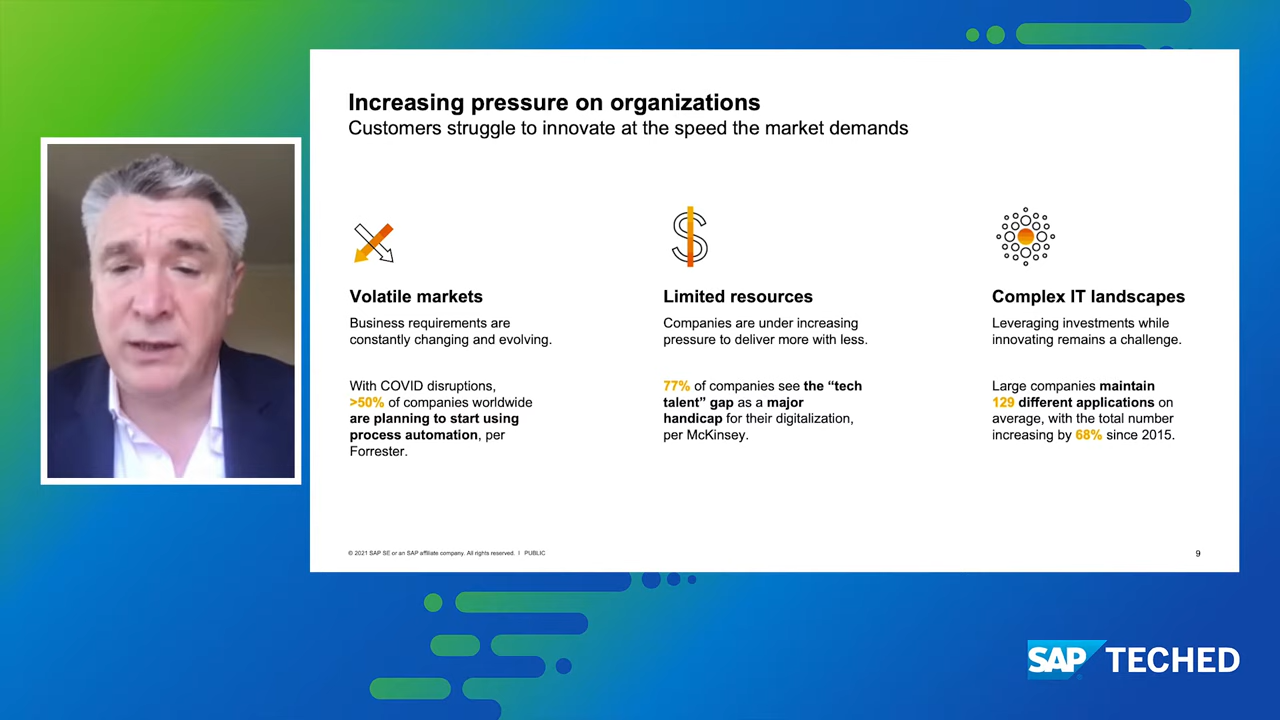 Increasing pressure on organizations
Customers struggle to innovate at the speed the market demands
Volatile markets
Business requirements are
constantly changing and evolving.
With COVID disruptions,
>50% of companies worldwide
are planning to start using
process automation, per
Forrester.
Limited resources
Companies are under increasing
pressure to deliver more with less.
77% of companies see the “tech
talent” gap as a major
handicap for their digitalization,
per McKinsey.
Complex IT landscapes
Leveraging investments while
innovating remains a challenge.
Large companies maintain
129 different applications on
average, with the total number
increasing by 68% since 2015.
© 2021 SAP SE or an SAP affiliate company. All rights reserved. I PUBLIC
9
SAP TECHED